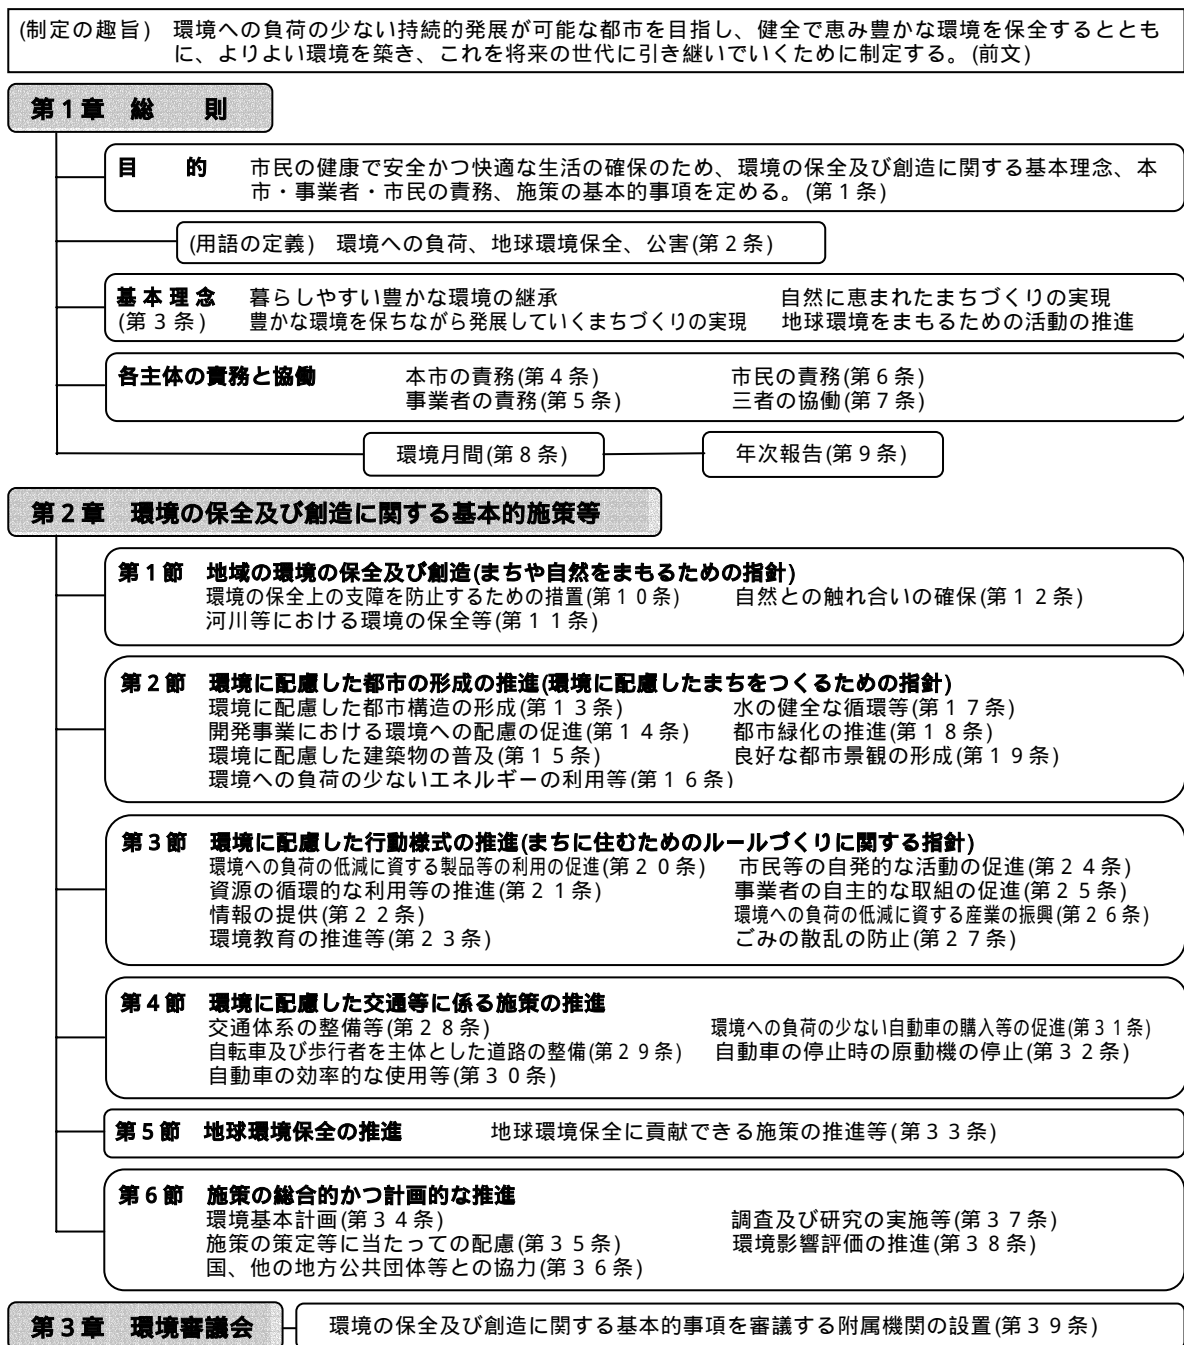 (制定の趣旨) 環境への負荷の少ない持続的発展が可能な都市を目指し、健全で恵み豊かな環境を保全するととも
に、よりよい環境を築き、これを将来の世代に引き継いでいくために制定する。(前文)
第1章 総 則
目 的 市民の健康で安全かつ快適な生活の確保のため、環境の保全及び創造に関する基本理念、本
市・事業者・市民の責務、施策の基本的事項を定める。(第1条)
(用語の定義) 環境への負荷、地球環境保全、公害(第2条)
基本理念 暮らしやすい豊かな環境の継承 自然に恵まれたまちづくりの実現
(第3条) 豊かな環境を保ちながら発展していくまちづくりの実現 地球環境をまもるための活動の推進
各主体の責務と協働 本市の責務(第4条) 市民の責務(第6条)
事業者の責務(第5条) 三者の協働(第7条)
環境月間(第8条) 年次報告(第9条)
第2章 環境の保全及び創造に関する基本的施策等
第1節 地域の環境の保全及び創造(まちや自然をまもるための指針)
環境の保全上の支障を防止するための措置(第10条) 自然との触れ合いの確保(第12条)
河川等における環境の保全等(第11条)
第2節 環境に配慮した都市の形成の推進(環境に配慮したまちをつくるための指針)
環境に配慮した都市構造の形成(第13条) 水の健全な循環等(第17条)
開発事業における環境への配慮の促進(第14条) 都市緑化の推進(第18条)
環境に配慮した建築物の普及(第15条) 良好な都市景観の形成(第19条)
環境への負荷の少ないエネルギーの利用等(第16条)
第3節 環境に配慮した行動様式の推進(まちに住むためのルールづくりに関する指針)
環境への負荷の低減に資する製品等の利用の促進(第20条) 市民等の自発的な活動の促進(第24条)
資源の循環的な利用等の推進(第21条) 事業者の自主的な取組の促進(第25条)
情報の提供(第22条) 環境への負荷の低減に資する産業の振興(第26条)
環境教育の推進等(第23条) ごみの散乱の防止(第27条)
第4節 環境に配慮した交通等に係る施策の推進
交通体系の整備等(第28条) 環境への負荷の少ない自動車の購入等の促進(第31条)
自転車及び歩行者を主体とした道路の整備(第29条) 自動車の停止時の原動機の停止(第32条)
自動車の効率的な使用等(第30条)
第5節 地球環境保全の推進 地球環境保全に貢献できる施策の推進等(第33条)
第6節 施策の総合的かつ計画的な推進
環境基本計画(第34条) 調査及び研究の実施等(第37条)
施策の策定等に当たっての配慮(第35条) 環境影響評価の推進(第38条)
国、他の地方公共団体等との協力(第36条)
第3章 環境審議会 環境の保全及び創造に関する基本的事項を審議する附属機関の設置(第39条)